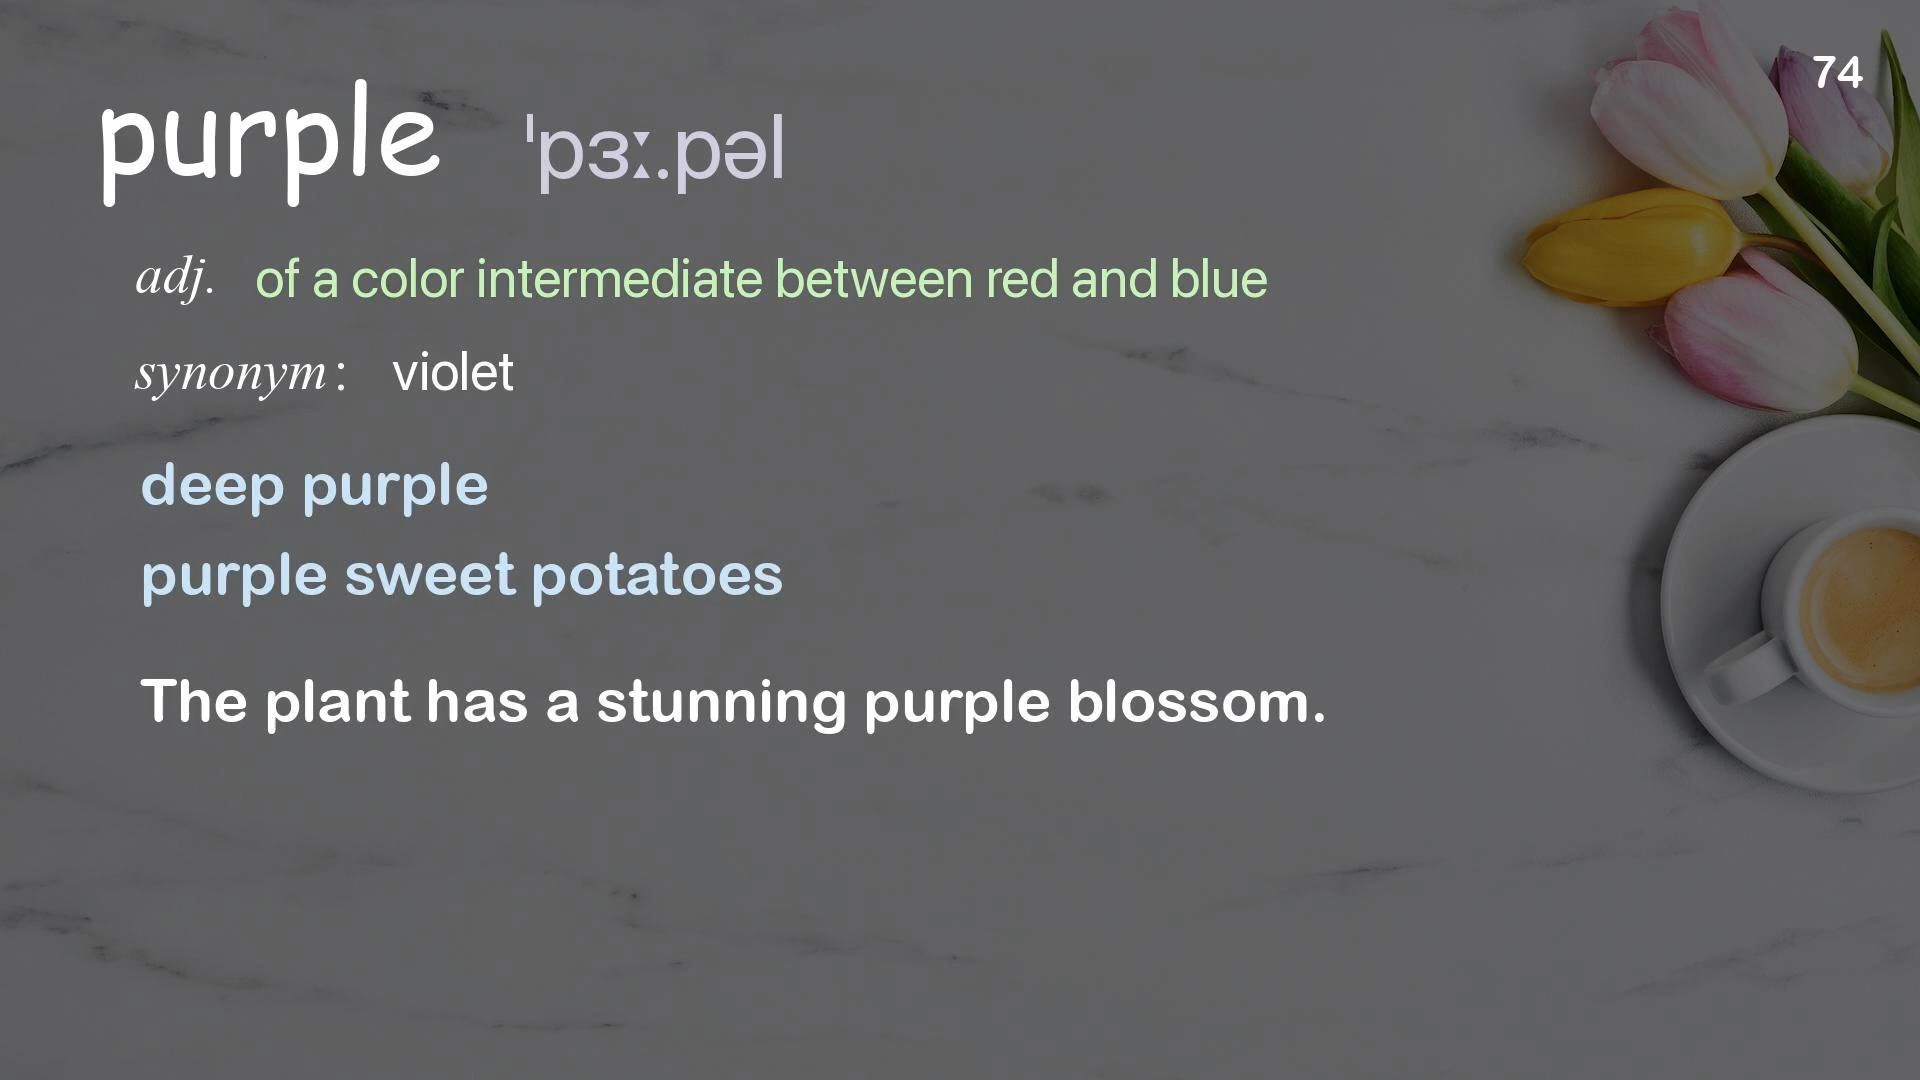 74
purple ˈpɜː.pəl
adj. of a color intermediate between red and blue
synonym: violet
deep purple
purple sweet potatoes
The plant has a stunning purple blossom.